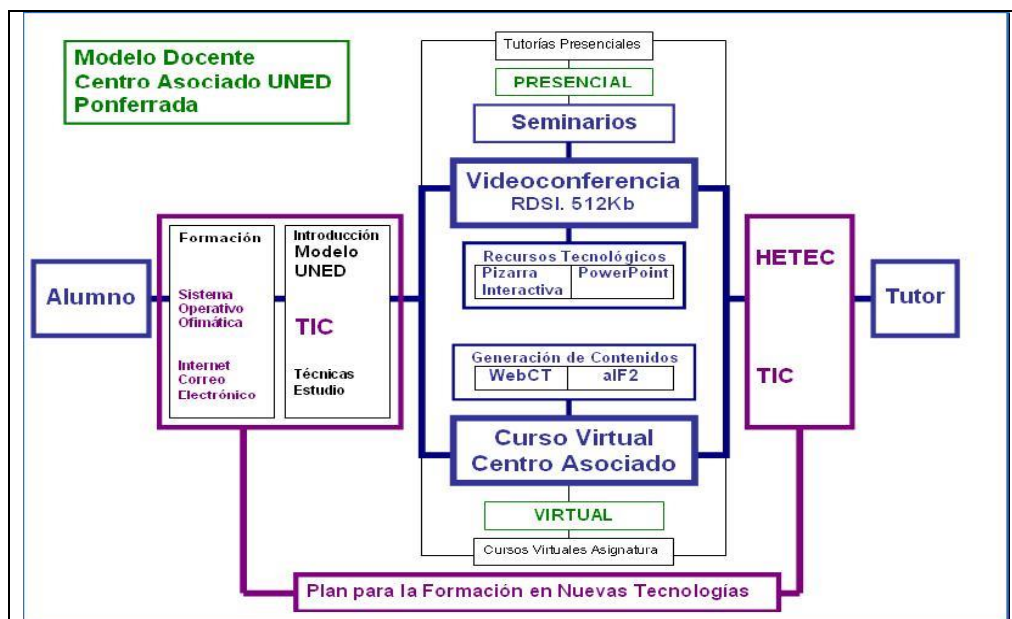 Modelo Docente
Centro Asociado UNED
Ponferrada
Tutorías Presenciales
PRESENCIAL
Seminarios
Videoconferencia
RDSI. 512Kb
Recursos Tecnológicos
Pizarra
Interactiva
PowerPoint
Alumno
Formación
Sistema
Operativo
Ofimática
Internet
Correo
Electrónico
Introducción
Modelo
UNED
TIC
Técnicas
Estudio
Generación de Contenidos
WebCT
aIF2
Curso Virtual
Centro Asociado
VIRTUAL
Cursos Virtuales Asignatura
HETEC
TIC
Tutor
Plan para la Formación en Nuevas Tecnologías